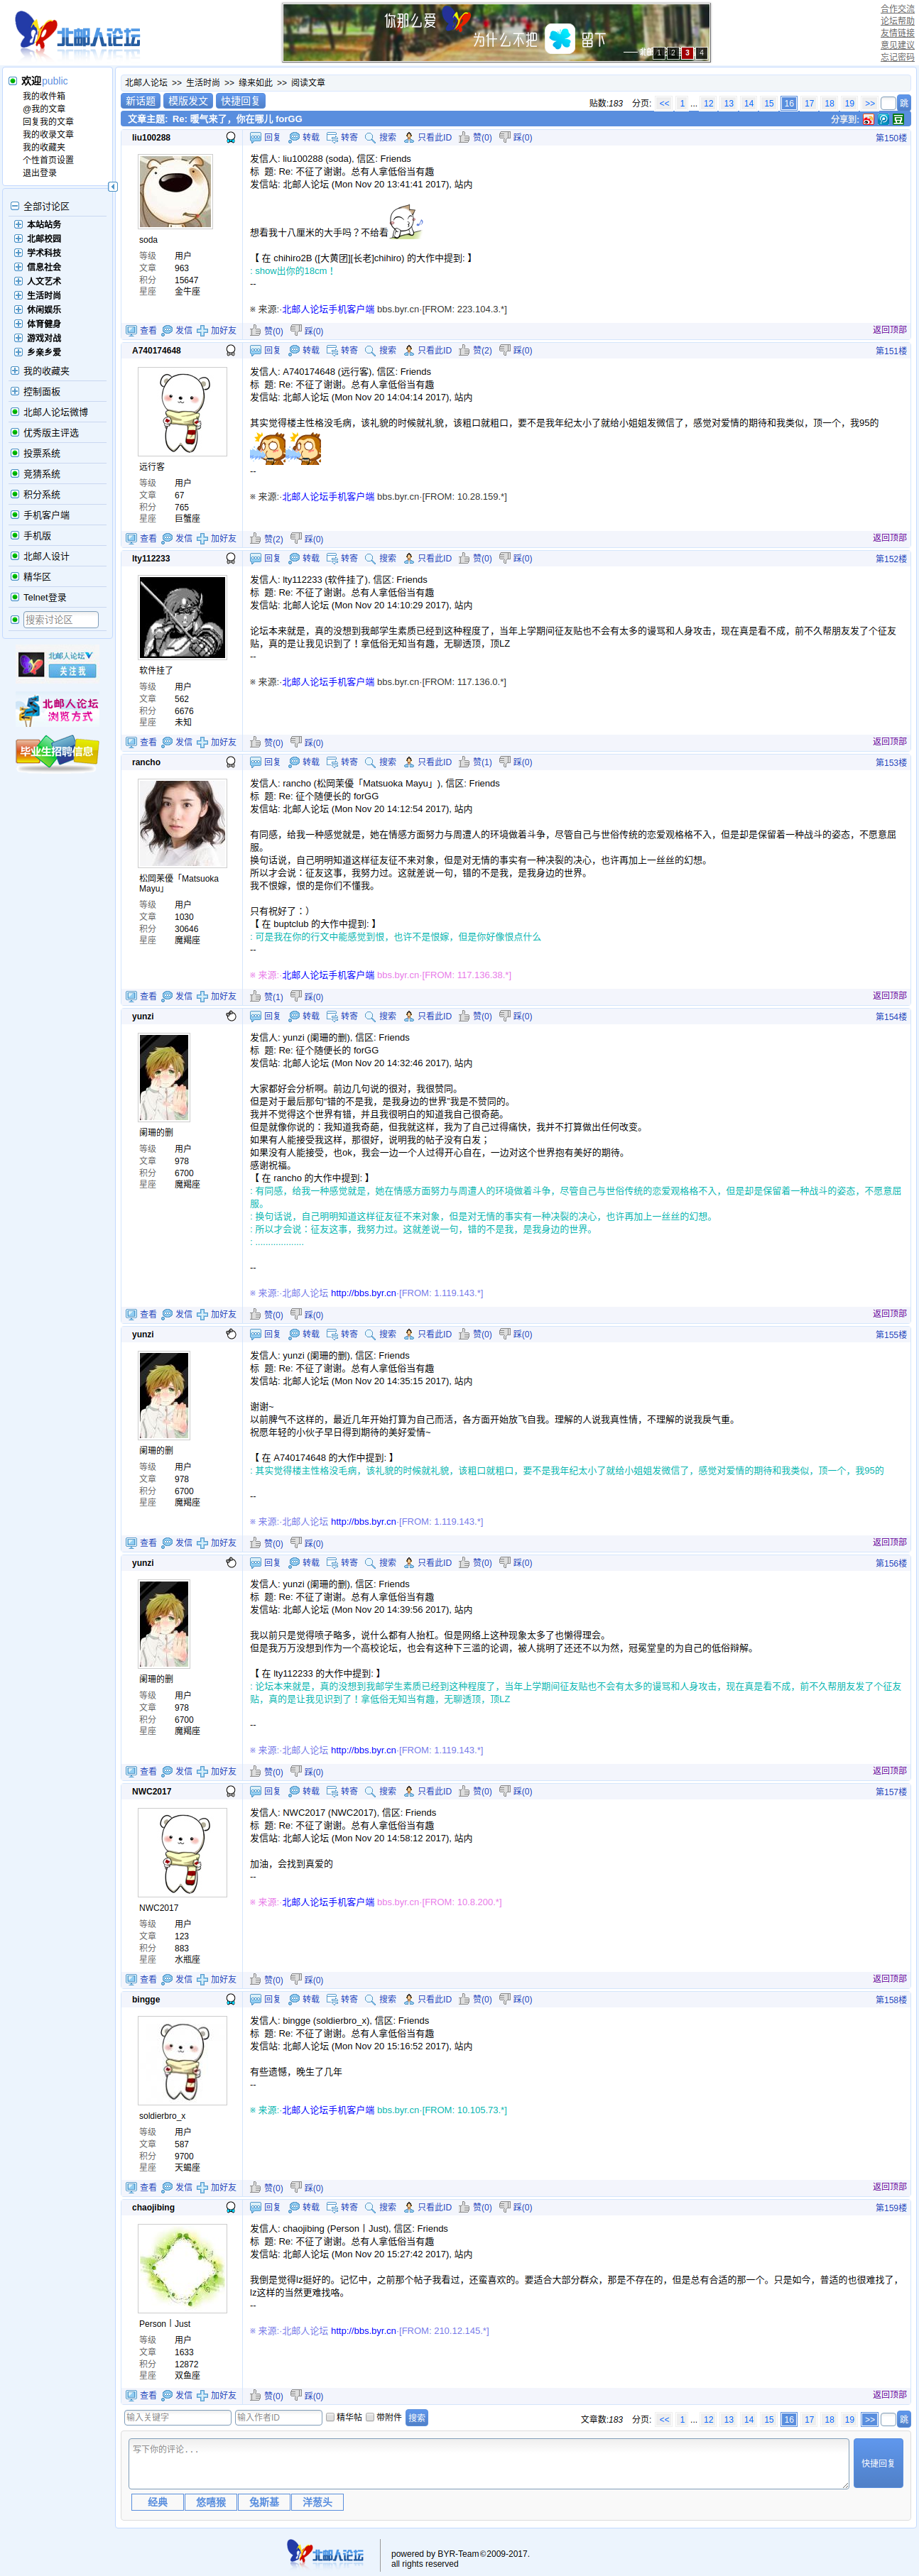 北邮人论坛
你那么爱
为什么不把 留下
1 2 3 4
合作交流
论坛帮助
友情链接
意见建议
忘记密码
欢迎public
我的收件箱
@我的文章
回复我的文章
我的收录文章
我的收藏夹
个性首页设置
退出登录
全部讨论区
本站站务
北邮校园
学术科技
信息社会
人文艺术
生活时尚
休闲娱乐
体育健身
游戏对战
乡亲乡爱
我的收藏夹
控制面板
北邮人论坛微博
优秀版主评选
投票系统
竞猜系统
积分系统
手机客户端
手机版
北邮人设计
精华区
Telnet登录
搜索讨论区
北邮人论坛
关注我
北邮人论坛
浏览方式
毕业生招聘信息
北邮人论坛 >> 生活时尚 >> 缘来如此 >> 阅读文章
新话题 模版发文 快捷回复
贴数:183 分页: << 1 ... 12 13 14 15 16 17 18 19 >> 跳
文章主题: Re: 暖气来了，你在哪儿 forGG
分享到:
liu100288
回复 转载 转寄 搜索 只看此ID 赞(0) 踩(0) 第150楼
soda
等级 用户
文章 963
积分 15647
星座 金牛座
发信人: liu100288 (soda), 信区: Friends
标 题: Re: 不征了谢谢。总有人拿低俗当有趣
发信站: 北邮人论坛 (Mon Nov 20 13:41:41 2017), 站内
想看我十八厘米的大手吗？不给看
【 在 chihiro2B ([大黄团][长老]chihiro) 的大作中提到: 】
: show出你的18cm！
--
※ 来源:·北邮人论坛手机客户端 bbs.byr.cn·[FROM: 223.104.3.*]
查看 发信 加好友 赞(0) 踩(0) 返回顶部
A740174648
回复 转载 转寄 搜索 只看此ID 赞(2) 踩(0) 第151楼
远行客
等级 用户
文章 67
积分 765
星座 巨蟹座
发信人: A740174648 (远行客), 信区: Friends
标 题: Re: 不征了谢谢。总有人拿低俗当有趣
发信站: 北邮人论坛 (Mon Nov 20 14:04:14 2017), 站内
其实觉得楼主性格没毛病，该礼貌的时候就礼貌，该粗口就粗口，要不是我年纪太小了就给小姐姐发微信了，感觉对爱情的期待和我类似，顶一个，我95的
--
※ 来源:·北邮人论坛手机客户端 bbs.byr.cn·[FROM: 10.28.159.*]
查看 发信 加好友 赞(2) 踩(0) 返回顶部
lty112233
回复 转载 转寄 搜索 只看此ID 赞(0) 踩(0) 第152楼
软件挂了
等级 用户
文章 562
积分 6676
星座 未知
发信人: lty112233 (软件挂了), 信区: Friends
标 题: Re: 不征了谢谢。总有人拿低俗当有趣
发信站: 北邮人论坛 (Mon Nov 20 14:10:29 2017), 站内
论坛本来就是，真的没想到我邮学生素质已经到这种程度了，当年上学期间征友贴也不会有太多的谩骂和人身攻击，现在真是看不成，前不久帮朋友发了个征友贴，真的是让我见识到了！拿低俗无知当有趣，无聊透顶，顶LZ
--
※ 来源:·北邮人论坛手机客户端 bbs.byr.cn·[FROM: 117.136.0.*]
查看 发信 加好友 赞(0) 踩(0) 返回顶部
rancho
回复 转载 转寄 搜索 只看此ID 赞(1) 踩(0) 第153楼
松岡茉優「Matsuoka Mayu」
等级 用户
文章 1030
积分 30646
星座 魔羯座
发信人: rancho (松岡茉優「Matsuoka Mayu」), 信区: Friends
标 题: Re: 征个随便长的 forGG
发信站: 北邮人论坛 (Mon Nov 20 14:12:54 2017), 站内
有同感，给我一种感觉就是，她在情感方面努力与周遭人的环境做着斗争，尽管自己与世俗传统的恋爱观格格不入，但是却是保留着一种战斗的姿态，不愿意屈服。
换句话说，自己明明知道这样征友征不来对象，但是对无情的事实有一种决裂的决心，也许再加上一丝丝的幻想。
所以才会说：征友这事，我努力过。这就差说一句，错的不是我，是我身边的世界。
我不恨嫁，恨的是你们不懂我。
只有祝好了：）
【 在 buptclub 的大作中提到: 】
: 可是我在你的行文中能感觉到恨，也许不是恨嫁，但是你好像恨点什么
--
※ 来源:·北邮人论坛手机客户端 bbs.byr.cn·[FROM: 117.136.38.*]
查看 发信 加好友 赞(1) 踩(0) 返回顶部
yunzi
回复 转载 转寄 搜索 只看此ID 赞(0) 踩(0) 第154楼
阑珊的删
等级 用户
文章 978
积分 6700
星座 魔羯座
发信人: yunzi (阑珊的删), 信区: Friends
标 题: Re: 征个随便长的 forGG
发信站: 北邮人论坛 (Mon Nov 20 14:32:46 2017), 站内
大家都好会分析啊。前边几句说的很对，我很赞同。
但是对于最后那句“错的不是我，是我身边的世界”我是不赞同的。
我并不觉得这个世界有错，并且我很明白的知道我自己很奇葩。
但是就像你说的：我知道我奇葩，但我就这样，我为了自己过得痛快，我并不打算做出任何改变。
如果有人能接受我这样，那很好，说明我的帖子没有白发；
如果没有人能接受，也ok，我会一边一个人过得开心自在，一边对这个世界抱有美好的期待。
感谢祝福。
【 在 rancho 的大作中提到: 】
: 有同感，给我一种感觉就是，她在情感方面努力与周遭人的环境做着斗争，尽管自己与世俗传统的恋爱观格格不入，但是却是保留着一种战斗的姿态，不愿意屈服。
: 换句话说，自己明明知道这样征友征不来对象，但是对无情的事实有一种决裂的决心，也许再加上一丝丝的幻想。
: 所以才会说：征友这事，我努力过。这就差说一句，错的不是我，是我身边的世界。
: ...................
--
※ 来源:·北邮人论坛 http://bbs.byr.cn·[FROM: 1.119.143.*]
查看 发信 加好友 赞(0) 踩(0) 返回顶部
yunzi
回复 转载 转寄 搜索 只看此ID 赞(0) 踩(0) 第155楼
阑珊的删
等级 用户
文章 978
积分 6700
星座 魔羯座
发信人: yunzi (阑珊的删), 信区: Friends
标 题: Re: 不征了谢谢。总有人拿低俗当有趣
发信站: 北邮人论坛 (Mon Nov 20 14:35:15 2017), 站内
谢谢~
以前脾气不这样的，最近几年开始打算为自己而活，各方面开始放飞自我。理解的人说我真性情，不理解的说我戾气重。
祝愿年轻的小伙子早日得到期待的美好爱情~
【 在 A740174648 的大作中提到: 】
: 其实觉得楼主性格没毛病，该礼貌的时候就礼貌，该粗口就粗口，要不是我年纪太小了就给小姐姐发微信了，感觉对爱情的期待和我类似，顶一个，我95的
--
※ 来源:·北邮人论坛 http://bbs.byr.cn·[FROM: 1.119.143.*]
查看 发信 加好友 赞(0) 踩(0) 返回顶部
yunzi
回复 转载 转寄 搜索 只看此ID 赞(0) 踩(0) 第156楼
阑珊的删
等级 用户
文章 978
积分 6700
星座 魔羯座
发信人: yunzi (阑珊的删), 信区: Friends
标 题: Re: 不征了谢谢。总有人拿低俗当有趣
发信站: 北邮人论坛 (Mon Nov 20 14:39:56 2017), 站内
我以前只是觉得喷子略多，说什么都有人抬杠。但是网络上这种现象太多了也懒得理会。
但是我万万没想到作为一个高校论坛，也会有这种下三滥的论调，被人挑明了还还不以为然，冠冕堂皇的为自己的低俗辩解。
【 在 lty112233 的大作中提到: 】
: 论坛本来就是，真的没想到我邮学生素质已经到这种程度了，当年上学期间征友贴也不会有太多的谩骂和人身攻击，现在真是看不成，前不久帮朋友发了个征友贴，真的是让我见识到了！拿低俗无知当有趣，无聊透顶，顶LZ
--
※ 来源:·北邮人论坛 http://bbs.byr.cn·[FROM: 1.119.143.*]
查看 发信 加好友 赞(0) 踩(0) 返回顶部
NWC2017
回复 转载 转寄 搜索 只看此ID 赞(0) 踩(0) 第157楼
NWC2017
等级 用户
文章 123
积分 883
星座 水瓶座
发信人: NWC2017 (NWC2017), 信区: Friends
标 题: Re: 不征了谢谢。总有人拿低俗当有趣
发信站: 北邮人论坛 (Mon Nov 20 14:58:12 2017), 站内
加油，会找到真爱的
--
※ 来源:·北邮人论坛手机客户端 bbs.byr.cn·[FROM: 10.8.200.*]
查看 发信 加好友 赞(0) 踩(0) 返回顶部
bingge
回复 转载 转寄 搜索 只看此ID 赞(0) 踩(0) 第158楼
soldierbro_x
等级 用户
文章 587
积分 9700
星座 天蝎座
发信人: bingge (soldierbro_x), 信区: Friends
标 题: Re: 不征了谢谢。总有人拿低俗当有趣
发信站: 北邮人论坛 (Mon Nov 20 15:16:52 2017), 站内
有些遗憾，晚生了几年
--
※ 来源:·北邮人论坛手机客户端 bbs.byr.cn·[FROM: 10.105.73.*]
查看 发信 加好友 赞(0) 踩(0) 返回顶部
chaojibing
回复 转载 转寄 搜索 只看此ID 赞(0) 踩(0) 第159楼
Person丨Just
等级 用户
文章 1633
积分 12872
星座 双鱼座
发信人: chaojibing (Person丨Just), 信区: Friends
标 题: Re: 不征了谢谢。总有人拿低俗当有趣
发信站: 北邮人论坛 (Mon Nov 20 15:27:42 2017), 站内
我倒是觉得lz挺好的。记忆中，之前那个帖子我看过，还蛮喜欢的。要适合大部分群众，那是不存在的，但是总有合适的那一个。只是如今，普适的也很难找了，lz这样的当然更难找咯。
--
※ 来源:·北邮人论坛 http://bbs.byr.cn·[FROM: 210.12.145.*]
查看 发信 加好友 赞(0) 踩(0) 返回顶部
输入关键字 输入作者ID 精华帖 带附件 搜索
文章数:183 分页: << 1 ... 12 13 14 15 16 17 18 19 >> 跳
写下你的评论...
快捷回复
经典 悠嘻猴 兔斯基 洋葱头
北邮人论坛
powered by BYR-Team©2009-2017.
all rights reserved